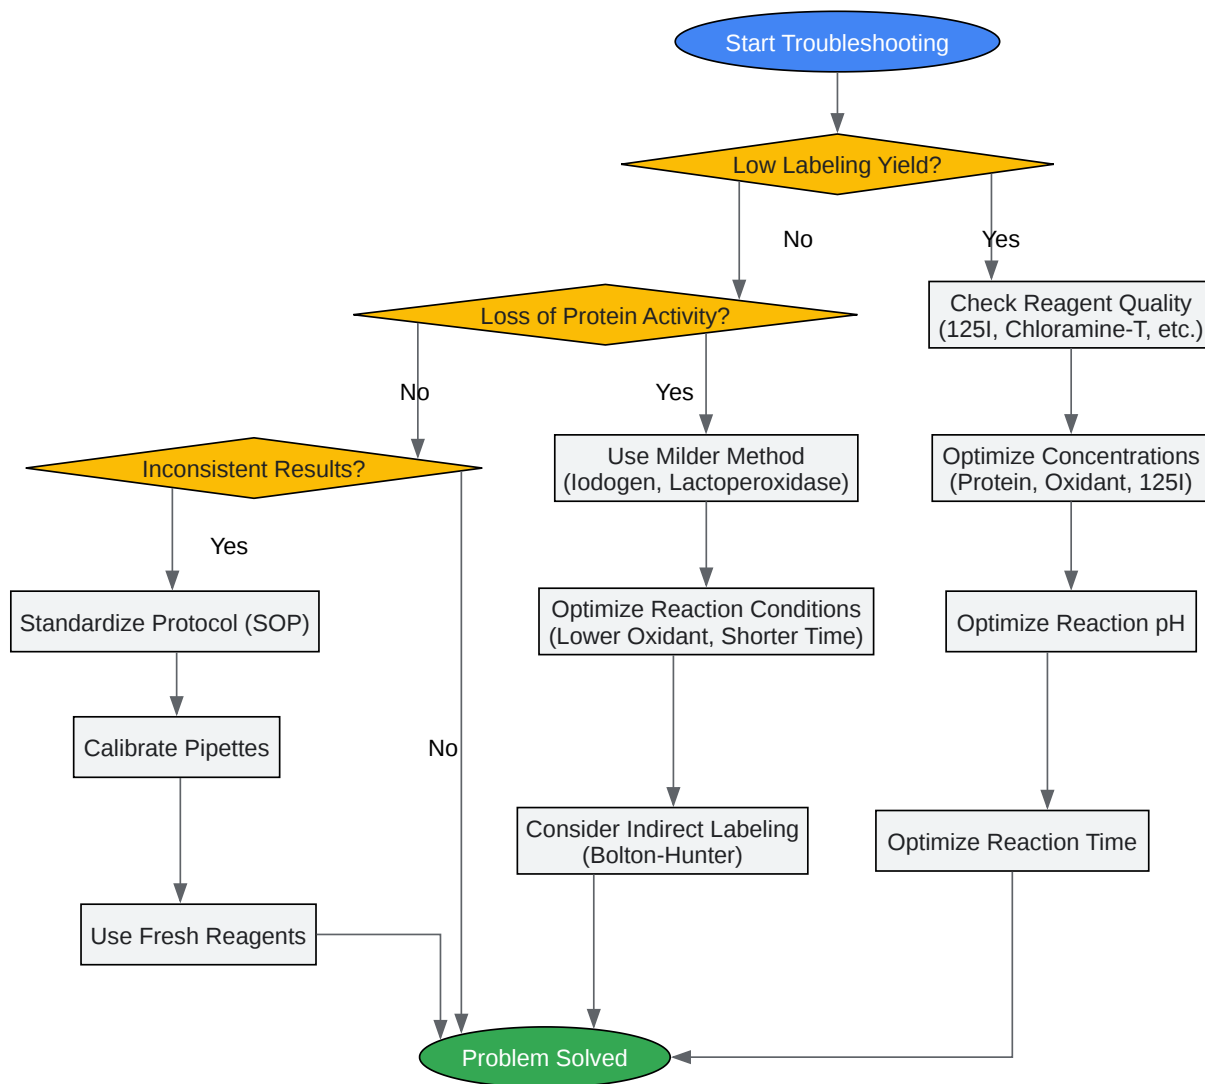 Start Troubleshooting
Low Labeling Yield?
No
Yes
Loss of Protein Activity?
Check Reagent Quality
(125I, Chloramine-T, etc.)
No
Yes
Inconsistent Results?
Use Milder Method
(Iodogen, Lactoperoxidase)
Optimize Concentrations
(Protein, Oxidant, 125I)
Yes
Standardize Protocol (SOP)
Optimize Reaction Conditions
(Lower Oxidant, Shorter Time)
Optimize Reaction pH
Calibrate Pipettes
No
Consider Indirect Labeling
(Bolton-Hunter)
Optimize Reaction Time
Use Fresh Reagents
Problem Solved